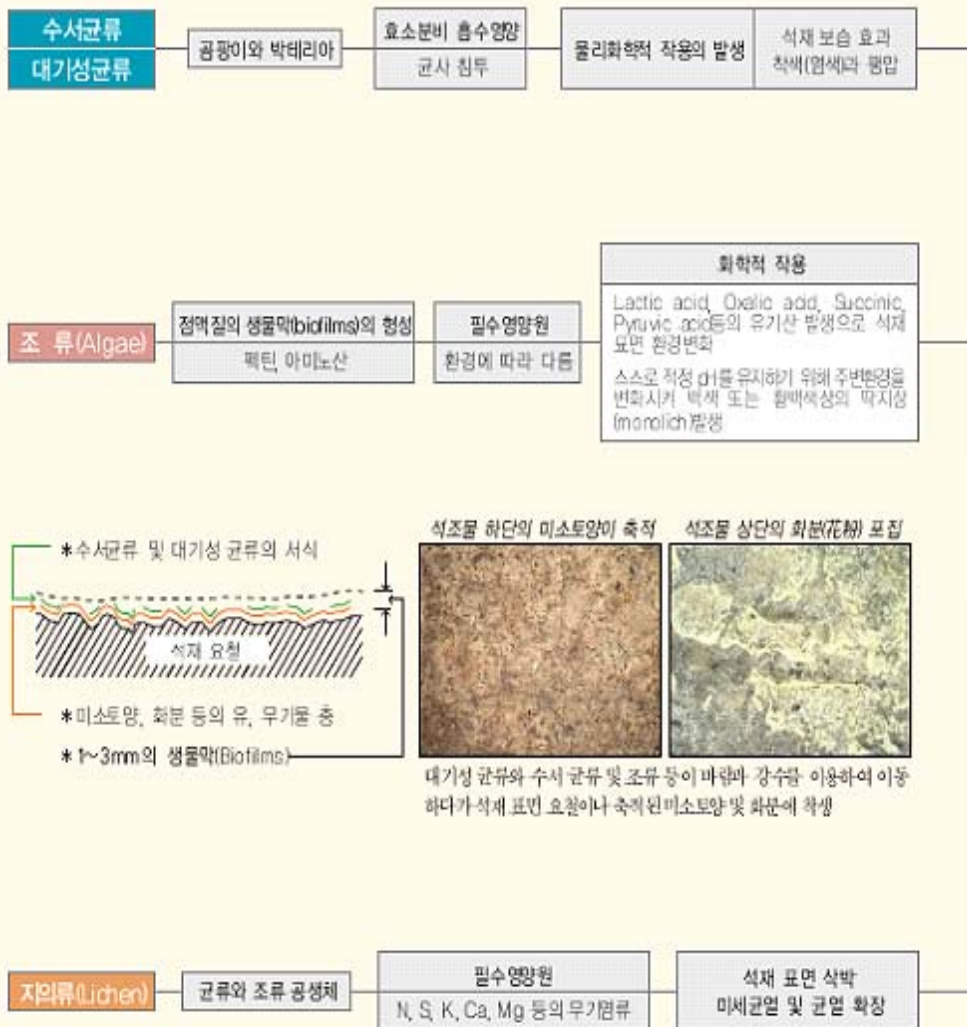 수서균류
대기성균류
곰팡이와 박테리아
효소분비 흡수영양
균사 침투
물리화학적 작용의 발생
석재 보습 효과
착색(염색)과 팽압
조 류(Algae)
점액질의 생물막(biofilms)의 형성
펙틴, 아미노산
필수영양원
환경에 따라 다름
화학적 작용
Lactic acid, Oxalic acid, Succinic,
Pyruvic acid등의 유기산 발생으로 석재
표면 환경변화
스스로 적정 pH를 유지하기 위해 주변환경을
변화시켜 백색 또는 황백색상의 딱지상
(monolich)발생
*수서균류 및 대기성 균류의 서식
석재 요철
*미소토양, 화분 등의 유, 무기물 층
*1~3mm의 생물막(Biofilms)
석조물 하단의 미소토양이 축적
석조물 상단의 화분(花粉) 포집
대기성 균류와 수서 균류 및 조류 등이 바람과 강수를 이용하여 이동
하다가 석재 표면 요철이나 축적된 미소토양 및 화분에 착생
지의류(Lichen)
균류와 조류 공생체
필수영양원
N, S, K, Ca, Mg 등의 무기염류
석재 표면 삭박
미세균열 및 균열 확장